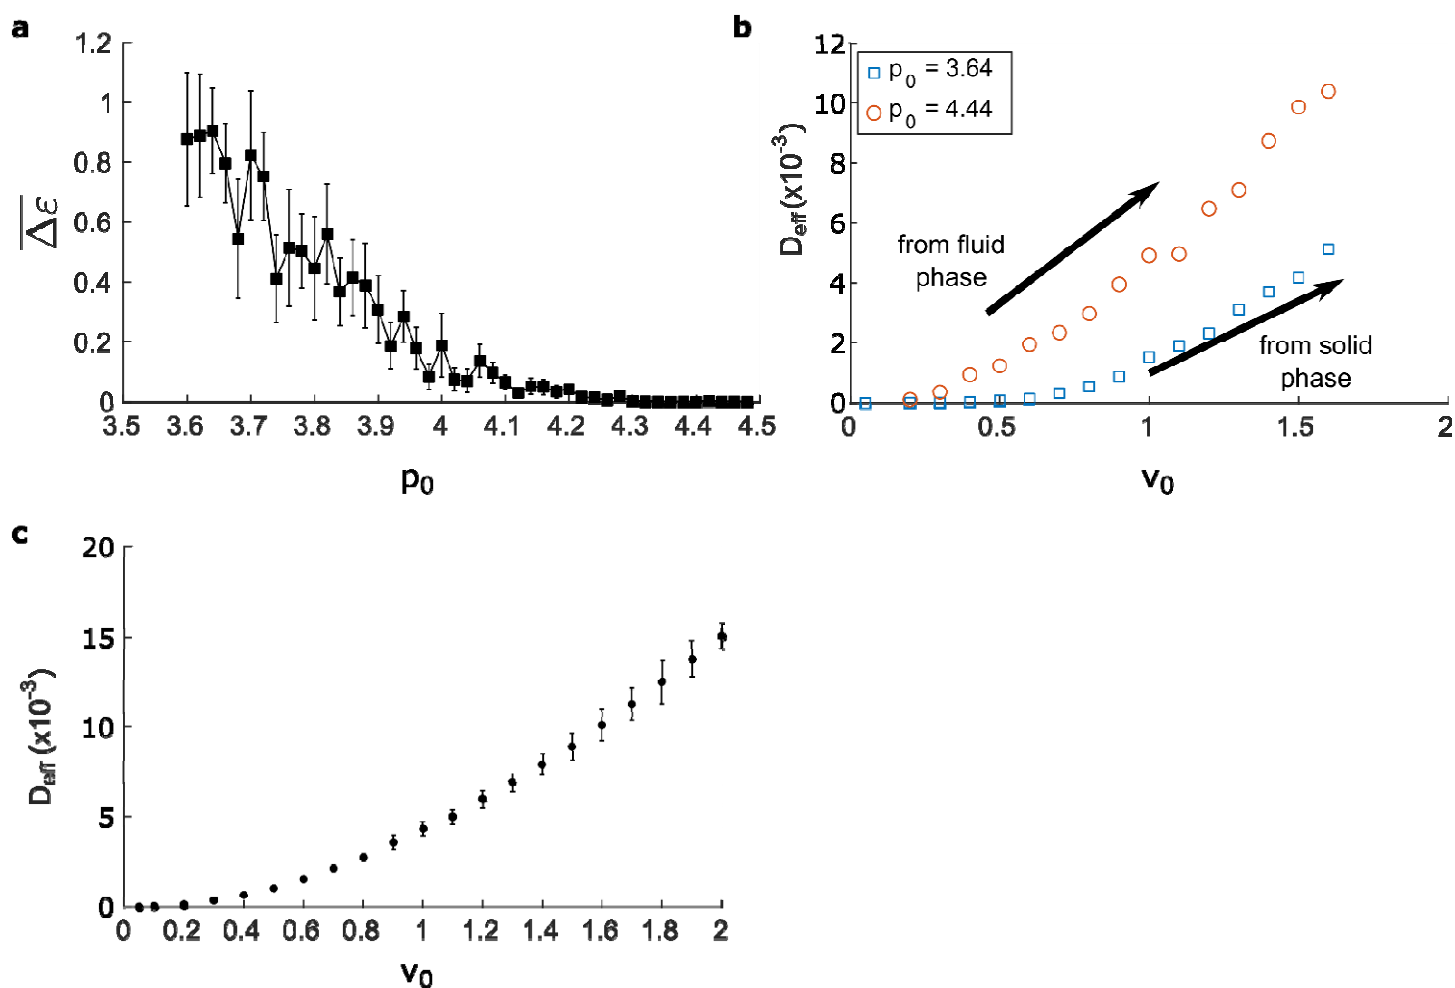 a
1.2
1
0.8
0.6
0.4
0.2
0
Δε
3.5 3.6 3.7 3.8 3.9 4 4.1 4.2 4.3 4.4 4.5
p0
b
12
10
8
6
4
2
0
Deff (x10-3)
p0 = 3.64
p0 = 4.44
from fluid
phase
from solid
phase
0 0.5 1 1.5 2
v0
c
20
15
10
5
0
Deff (x10-3)
0 0.2 0.4 0.6 0.8 1 1.2 1.4 1.6 1.8 2
v0